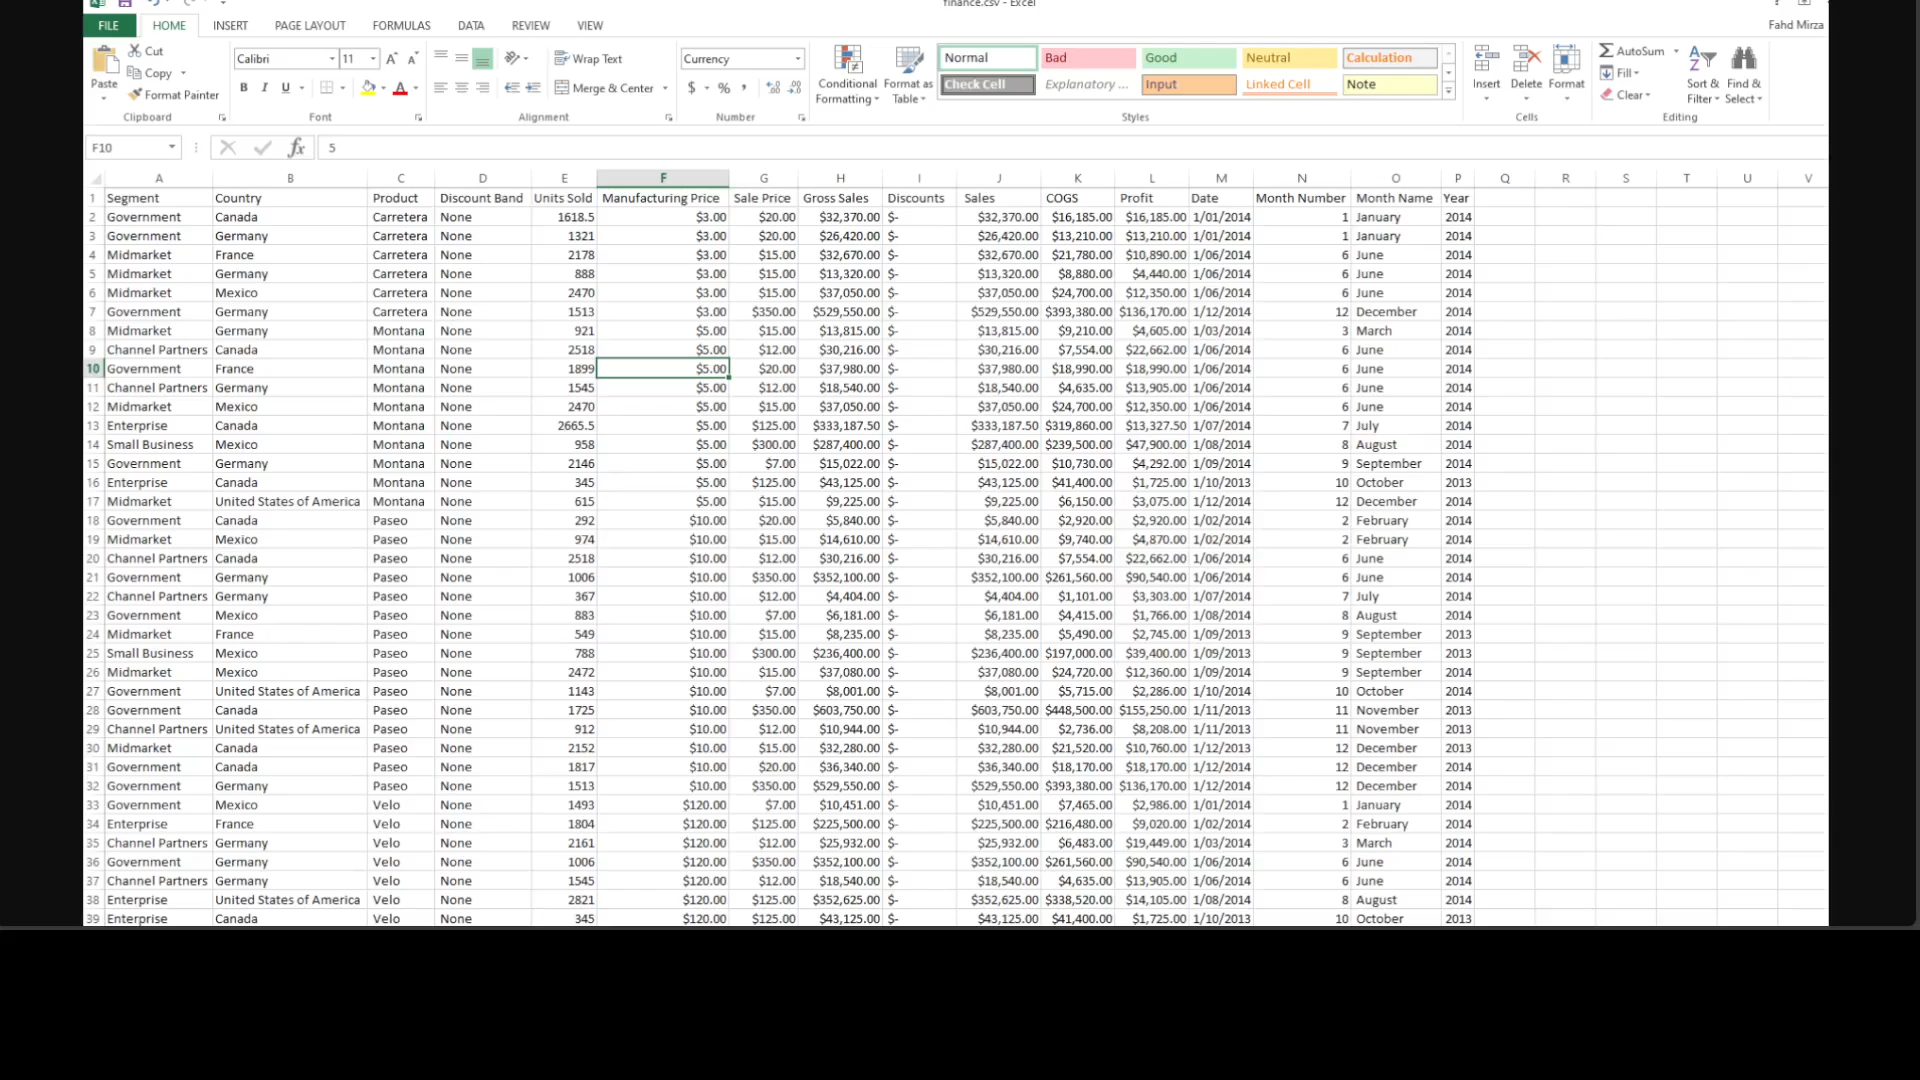 finance.csv - Excel
FILE HOME INSERT PAGE LAYOUT FORMULAS DATA REVIEW VIEW Fahd Mirza
Paste Cut Copy Format Painter Clipboard
Calibri 11 B I U Font
Wrap Text Merge & Center Alignment
Currency $ % , Number
Conditional Formatting Format as Table
Normal Bad Good Neutral Calculation
Check Cell Explanatory ... Input Linked Cell Note
Styles
Insert Delete Format Cells
AutoSum Fill Clear Sort & Filter Find & Select Editing
F10 fx 5
A B C D E F G H I J K L M N O P Q R S T U V
1 Segment Country Product Discount Band Units Sold Manufacturing Price Sale Price Gross Sales Discounts Sales COGS Profit Date Month Number Month Name Year
2 Government Canada Carretera None 1618.5 $3.00 $20.00 $32,370.00 $- $32,370.00 $16,185.00 $16,185.00 1/01/2014 1 January 2014
3 Government Germany Carretera None 1321 $3.00 $20.00 $26,420.00 $- $26,420.00 $13,210.00 $13,210.00 1/01/2014 1 January 2014
4 Midmarket France Carretera None 2178 $3.00 $15.00 $32,670.00 $- $32,670.00 $21,780.00 $10,890.00 1/06/2014 6 June 2014
5 Midmarket Germany Carretera None 888 $3.00 $15.00 $13,320.00 $- $13,320.00 $8,880.00 $4,440.00 1/06/2014 6 June 2014
6 Midmarket Mexico Carretera None 2470 $3.00 $15.00 $37,050.00 $- $37,050.00 $24,700.00 $12,350.00 1/06/2014 6 June 2014
7 Government Germany Carretera None 1513 $3.00 $350.00 $529,550.00 $- $529,550.00 $393,380.00 $136,170.00 1/12/2014 12 December 2014
8 Midmarket Germany Montana None 921 $5.00 $15.00 $13,815.00 $- $13,815.00 $9,210.00 $4,605.00 1/03/2014 3 March 2014
9 Channel Partners Canada Montana None 2518 $5.00 $12.00 $30,216.00 $- $30,216.00 $7,554.00 $22,662.00 1/06/2014 6 June 2014
10 Government France Montana None 1899 $5.00 $20.00 $37,980.00 $- $37,980.00 $18,990.00 $18,990.00 1/06/2014 6 June 2014
11 Channel Partners Germany Montana None 1545 $5.00 $12.00 $18,540.00 $- $18,540.00 $4,635.00 $13,905.00 1/06/2014 6 June 2014
12 Midmarket Mexico Montana None 2470 $5.00 $15.00 $37,050.00 $- $37,050.00 $24,700.00 $12,350.00 1/06/2014 6 June 2014
13 Enterprise Canada Montana None 2665.5 $5.00 $125.00 $333,187.50 $- $333,187.50 $319,860.00 $13,327.50 1/07/2014 7 July 2014
14 Small Business Mexico Montana None 958 $5.00 $300.00 $287,400.00 $- $287,400.00 $239,500.00 $47,900.00 1/08/2014 8 August 2014
15 Government Germany Montana None 2146 $5.00 $7.00 $15,022.00 $- $15,022.00 $10,730.00 $4,292.00 1/09/2014 9 September 2014
16 Enterprise Canada Montana None 345 $5.00 $125.00 $43,125.00 $- $43,125.00 $41,400.00 $1,725.00 1/10/2013 10 October 2013
17 Midmarket United States of America Montana None 615 $5.00 $15.00 $9,225.00 $- $9,225.00 $6,150.00 $3,075.00 1/12/2014 12 December 2014
18 Government Canada Paseo None 292 $10.00 $20.00 $5,840.00 $- $5,840.00 $2,920.00 $2,920.00 1/02/2014 2 February 2014
19 Midmarket Mexico Paseo None 974 $10.00 $15.00 $14,610.00 $- $14,610.00 $9,740.00 $4,870.00 1/02/2014 2 February 2014
20 Channel Partners Canada Paseo None 2518 $10.00 $12.00 $30,216.00 $- $30,216.00 $7,554.00 $22,662.00 1/06/2014 6 June 2014
21 Government Germany Paseo None 1006 $10.00 $350.00 $352,100.00 $- $352,100.00 $261,560.00 $90,540.00 1/06/2014 6 June 2014
22 Channel Partners Germany Paseo None 367 $10.00 $12.00 $4,404.00 $- $4,404.00 $1,101.00 $3,303.00 1/07/2014 7 July 2014
23 Government Mexico Paseo None 883 $10.00 $7.00 $6,181.00 $- $6,181.00 $4,415.00 $1,766.00 1/08/2014 8 August 2014
24 Midmarket France Paseo None 549 $10.00 $15.00 $8,235.00 $- $8,235.00 $5,490.00 $2,745.00 1/09/2013 9 September 2013
25 Small Business Mexico Paseo None 788 $10.00 $300.00 $236,400.00 $- $236,400.00 $197,000.00 $39,400.00 1/09/2013 9 September 2013
26 Midmarket Mexico Paseo None 2472 $10.00 $15.00 $37,080.00 $- $37,080.00 $24,720.00 $12,360.00 1/09/2014 9 September 2014
27 Government United States of America Paseo None 1143 $10.00 $7.00 $8,001.00 $- $8,001.00 $5,715.00 $2,286.00 1/10/2014 10 October 2014
28 Government Canada Paseo None 1725 $10.00 $350.00 $603,750.00 $- $603,750.00 $448,500.00 $155,250.00 1/11/2013 11 November 2013
29 Channel Partners United States of America Paseo None 912 $10.00 $12.00 $10,944.00 $- $10,944.00 $2,736.00 $8,208.00 1/11/2013 11 November 2013
30 Midmarket Canada Paseo None 2152 $10.00 $15.00 $32,280.00 $- $32,280.00 $21,520.00 $10,760.00 1/12/2013 12 December 2013
31 Government Canada Paseo None 1817 $10.00 $20.00 $36,340.00 $- $36,340.00 $18,170.00 $18,170.00 1/12/2014 12 December 2014
32 Government Germany Paseo None 1513 $10.00 $350.00 $529,550.00 $- $529,550.00 $393,380.00 $136,170.00 1/12/2014 12 December 2014
33 Government Mexico Velo None 1493 $120.00 $7.00 $10,451.00 $- $10,451.00 $7,465.00 $2,986.00 1/01/2014 1 January 2014
34 Enterprise France Velo None 1804 $120.00 $125.00 $225,500.00 $- $225,500.00 $216,480.00 $9,020.00 1/02/2014 2 February 2014
35 Channel Partners Germany Velo None 2161 $120.00 $12.00 $25,932.00 $- $25,932.00 $6,483.00 $19,449.00 1/03/2014 3 March 2014
36 Government Germany Velo None 1006 $120.00 $350.00 $352,100.00 $- $352,100.00 $261,560.00 $90,540.00 1/06/2014 6 June 2014
37 Channel Partners Germany Velo None 1545 $120.00 $12.00 $18,540.00 $- $18,540.00 $4,635.00 $13,905.00 1/06/2014 6 June 2014
38 Enterprise United States of America Velo None 2821 $120.00 $125.00 $352,625.00 $- $352,625.00 $338,520.00 $14,105.00 1/08/2014 8 August 2014
39 Enterprise Canada Velo None 345 $120.00 $125.00 $43,125.00 $- $43,125.00 $41,400.00 $1,725.00 1/10/2013 10 October 2013